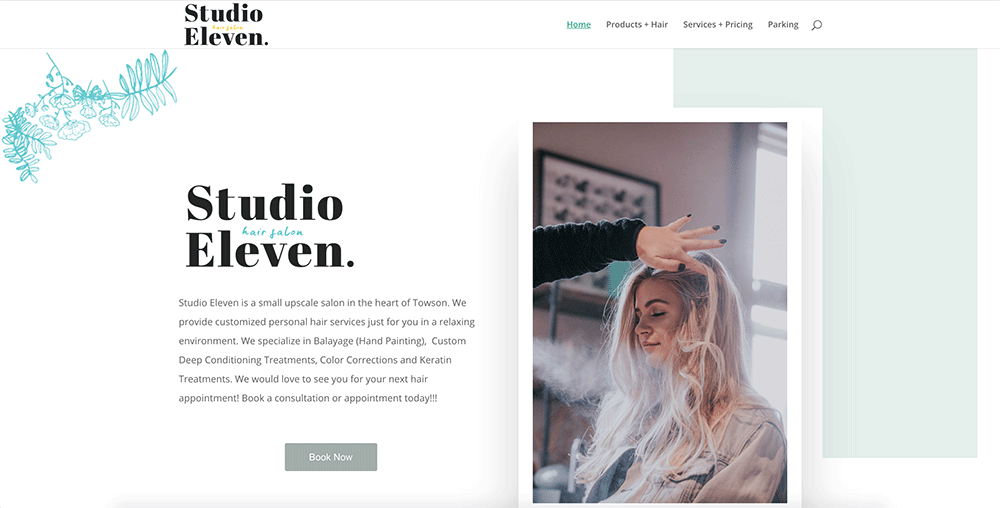 Studio
hair salon
Eleven.
Home Products + Hair Services + Pricing Parking
Studio
hair salon
Eleven.
Studio Eleven is a small upscale salon in the heart of Towson. We
provide customized personal hair services just for you in a relaxing
environment. We specialize in Balayage (Hand Painting), Custom
Deep Conditioning Treatments, Color Corrections and Keratin
Treatments. We would love to see you for your next hair
appointment! Book a consultation or appointment today!!!
Book Now